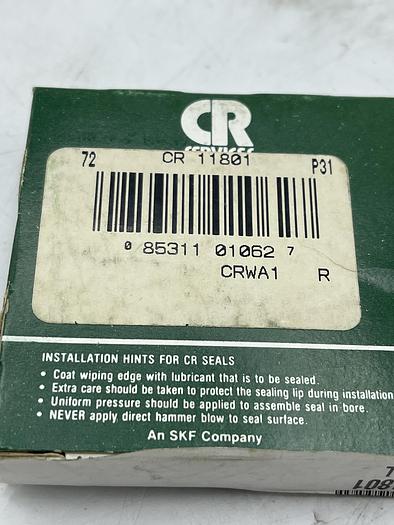 CR
SERVICES
72 CR 11801 P31
0 85311 01062 7
CRWA1 R
INSTALLATION HINTS FOR CR SEALS
• Coat wiping edge with lubricant that is to be sealed.
• Extra care should be taken to protect the sealing lip during installation
• Uniform pressure should be applied to assemble seal in bore.
• NEVER apply direct hammer blow to seal surface.
An SKF Company